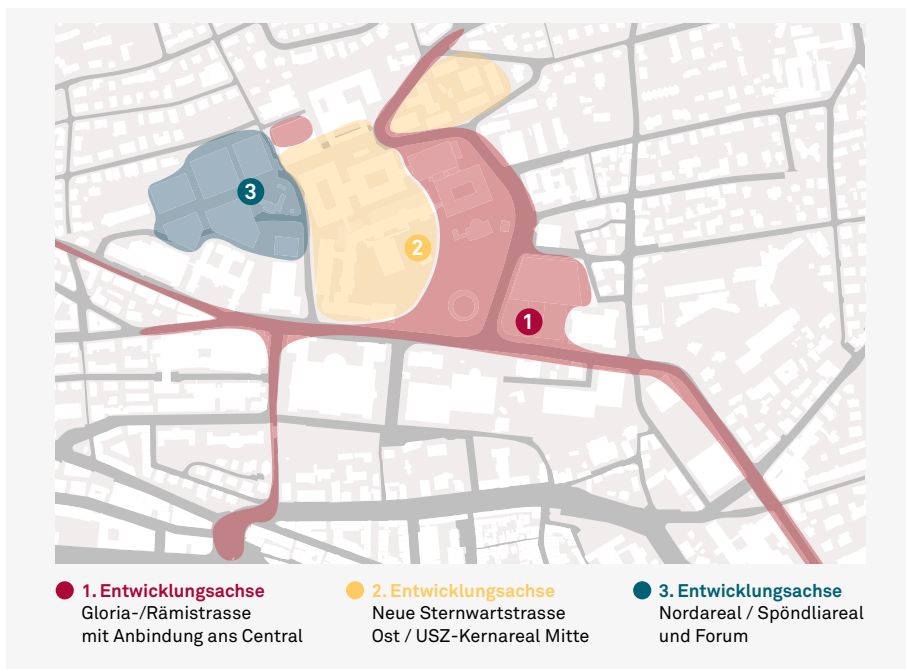 3
2
1
1. Entwicklungsachse
Gloria-/Rämistrasse
mit Anbindung ans Central
2. Entwicklungsachse
Neue Sternwartstrasse
Ost / USZ-Kernareal Mitte
3. Entwicklungsachse
Nordareal / Spöndliareal
und Forum